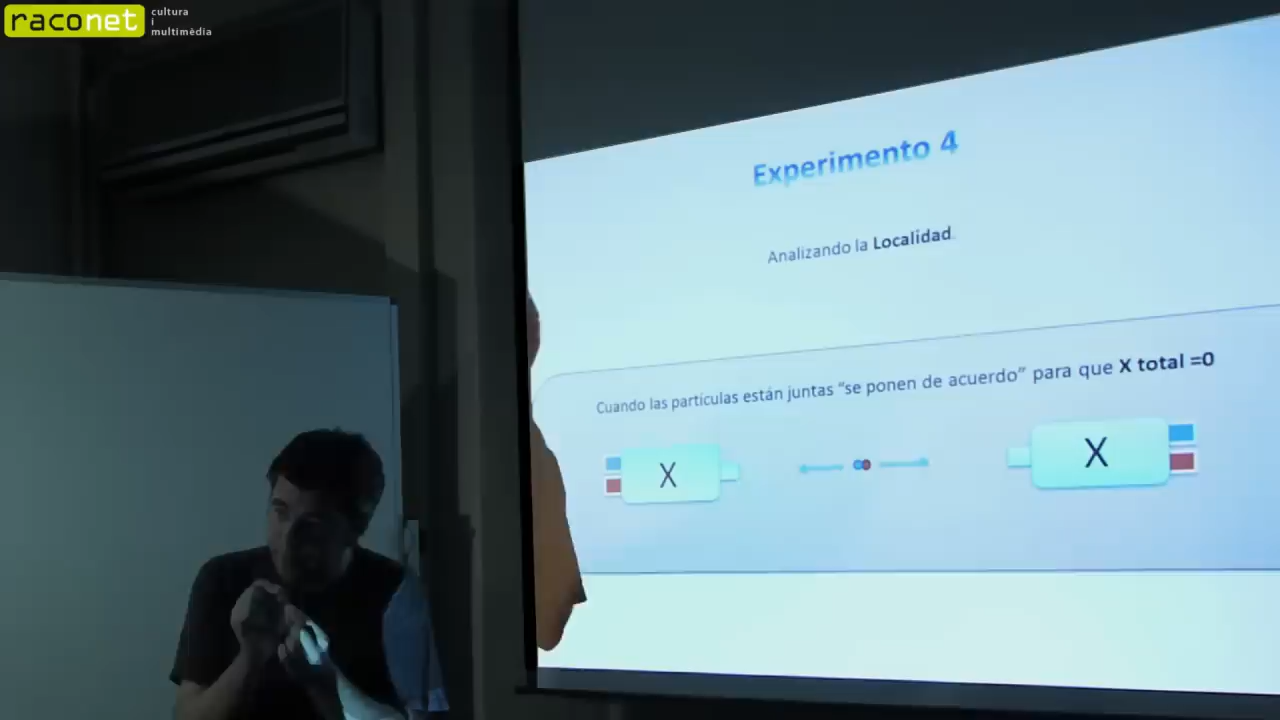 raconet
cultura
i
multimèdia
Experimento 4
Analizando la Localidad.
Cuando las partículas están juntas “se ponen de acuerdo” para que X total =0
X
X